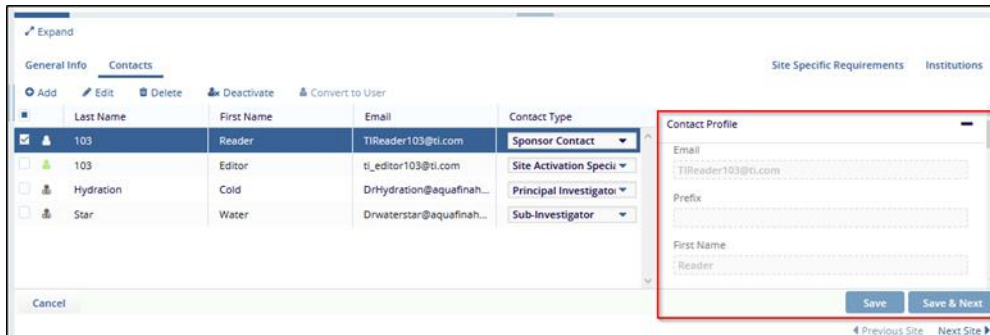 Expand
General Info Contacts Site Specific Requirements Institutions
Add Edit Delete Deactivate Convert to User
Last Name First Name Email Contact Type
103 Reader TIReader103@ti.com Sponsor Contact
103 Editor ti_editor103@ti.com Site Activation Specia
Hydration Cold DrHydration@aquafinah... Principal Investigator
Star Water Drwaterstar@aquafinah... Sub-Investigator
Contact Profile
Email
TIReader103@ti.com
Prefix
First Name
Reader
Cancel Save Save & Next
Previous Site Next Site